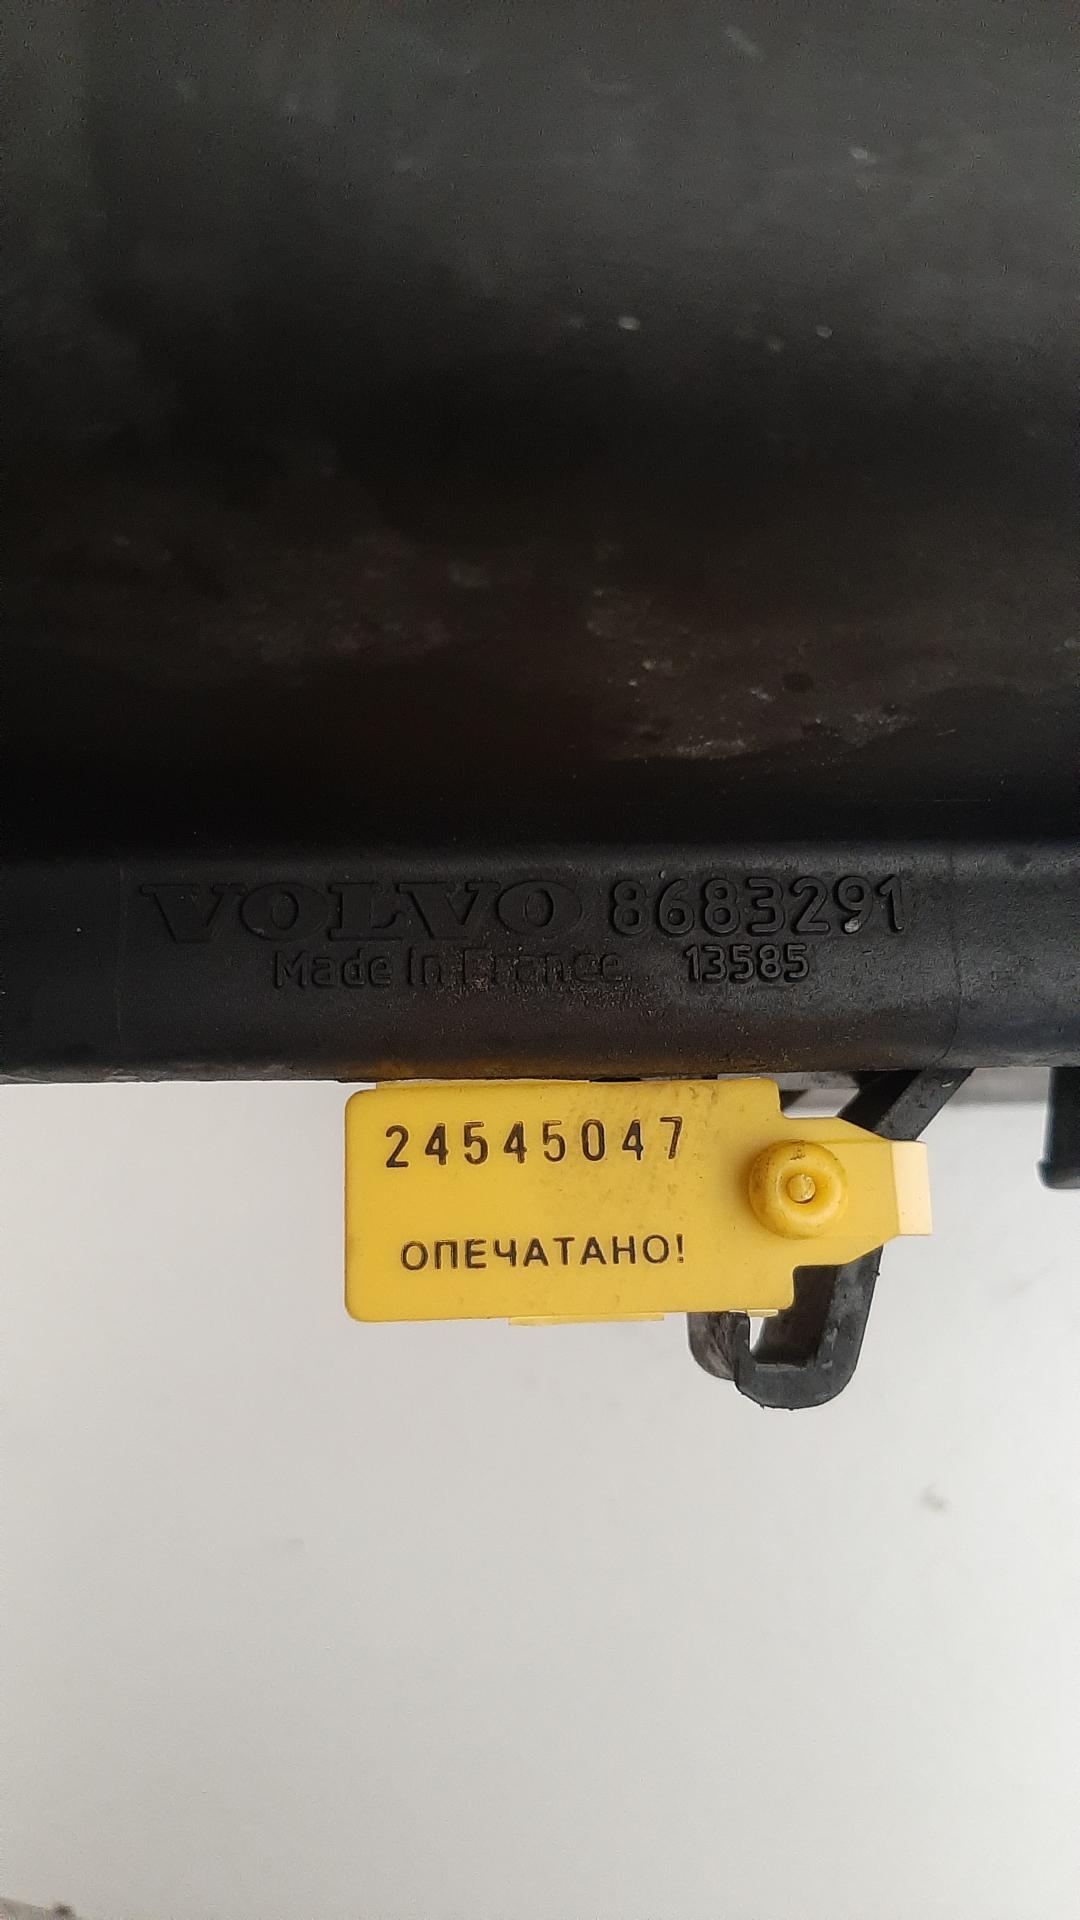 VOLVO 8683291
Made In France 13585
24545047
ОПЕЧАТАНО!